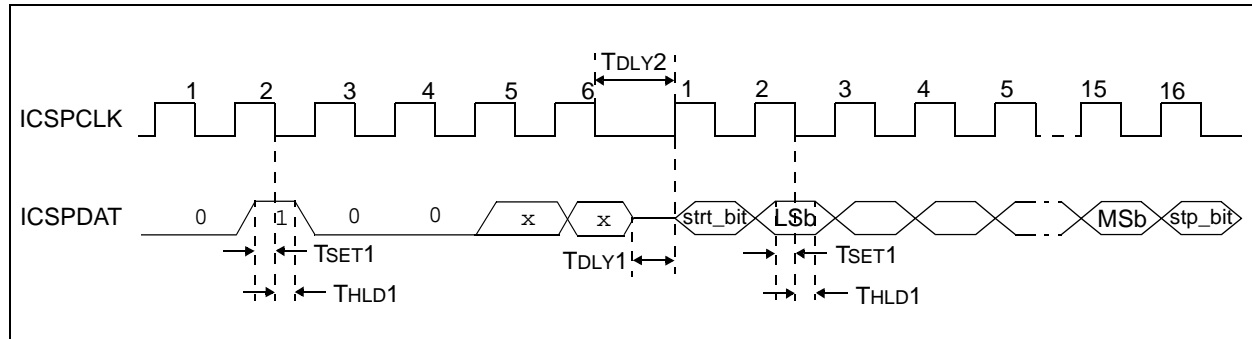 TDLY2
1 2 3 4 5 6 1 2 3 4 5 15 16
ICSPCLK
ICSPDAT 0 1 0 0 x x strt_bit LSb MSb stp_bit
TSET1 TDLY1 TSET1
THLD1 THLD1